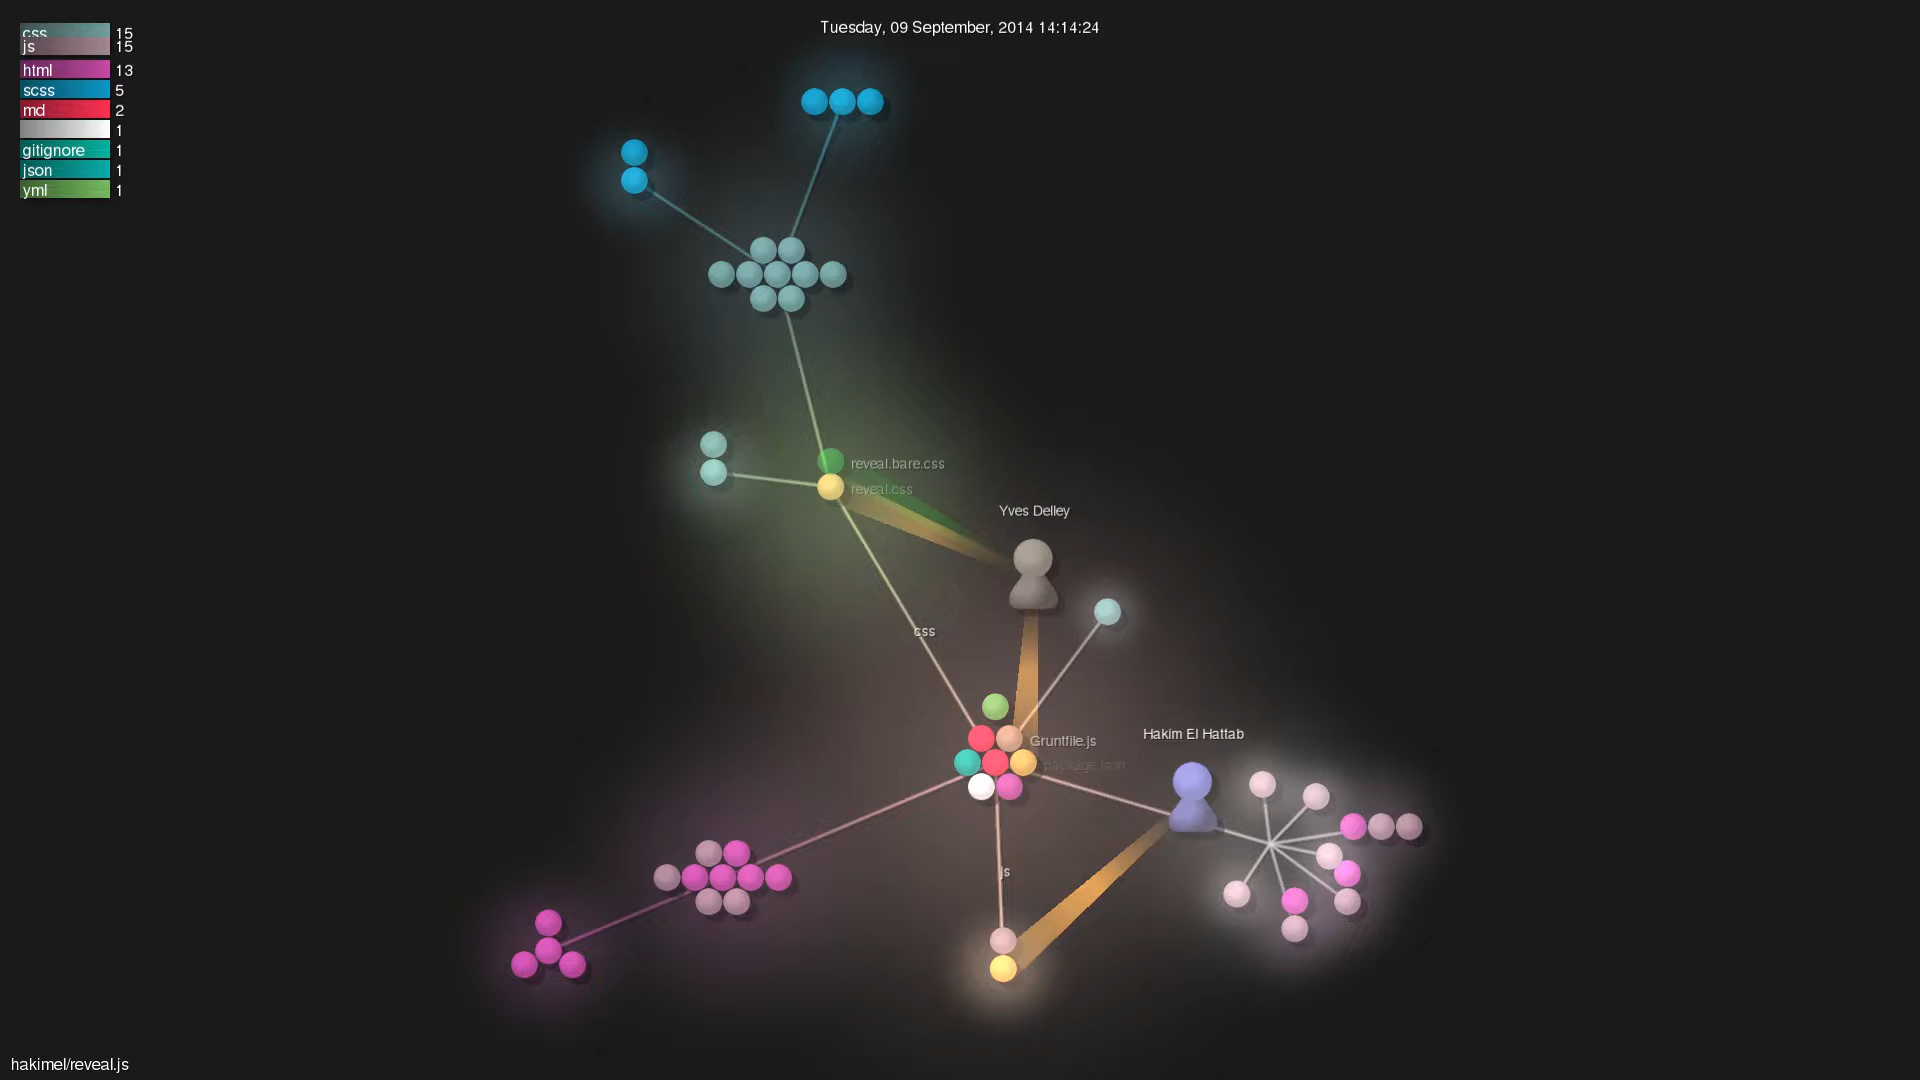 Tuesday, 09 September, 2014 14:14:24
css 15
js 15
html 13
scss 5
md 2
1
gitignore 1
json 1
yml 1
reveal.bare.css
reveal.css
Yves Delley
css
Gruntfile.js
package.json
Hakim El Hattab
js
hakimel/reveal.js